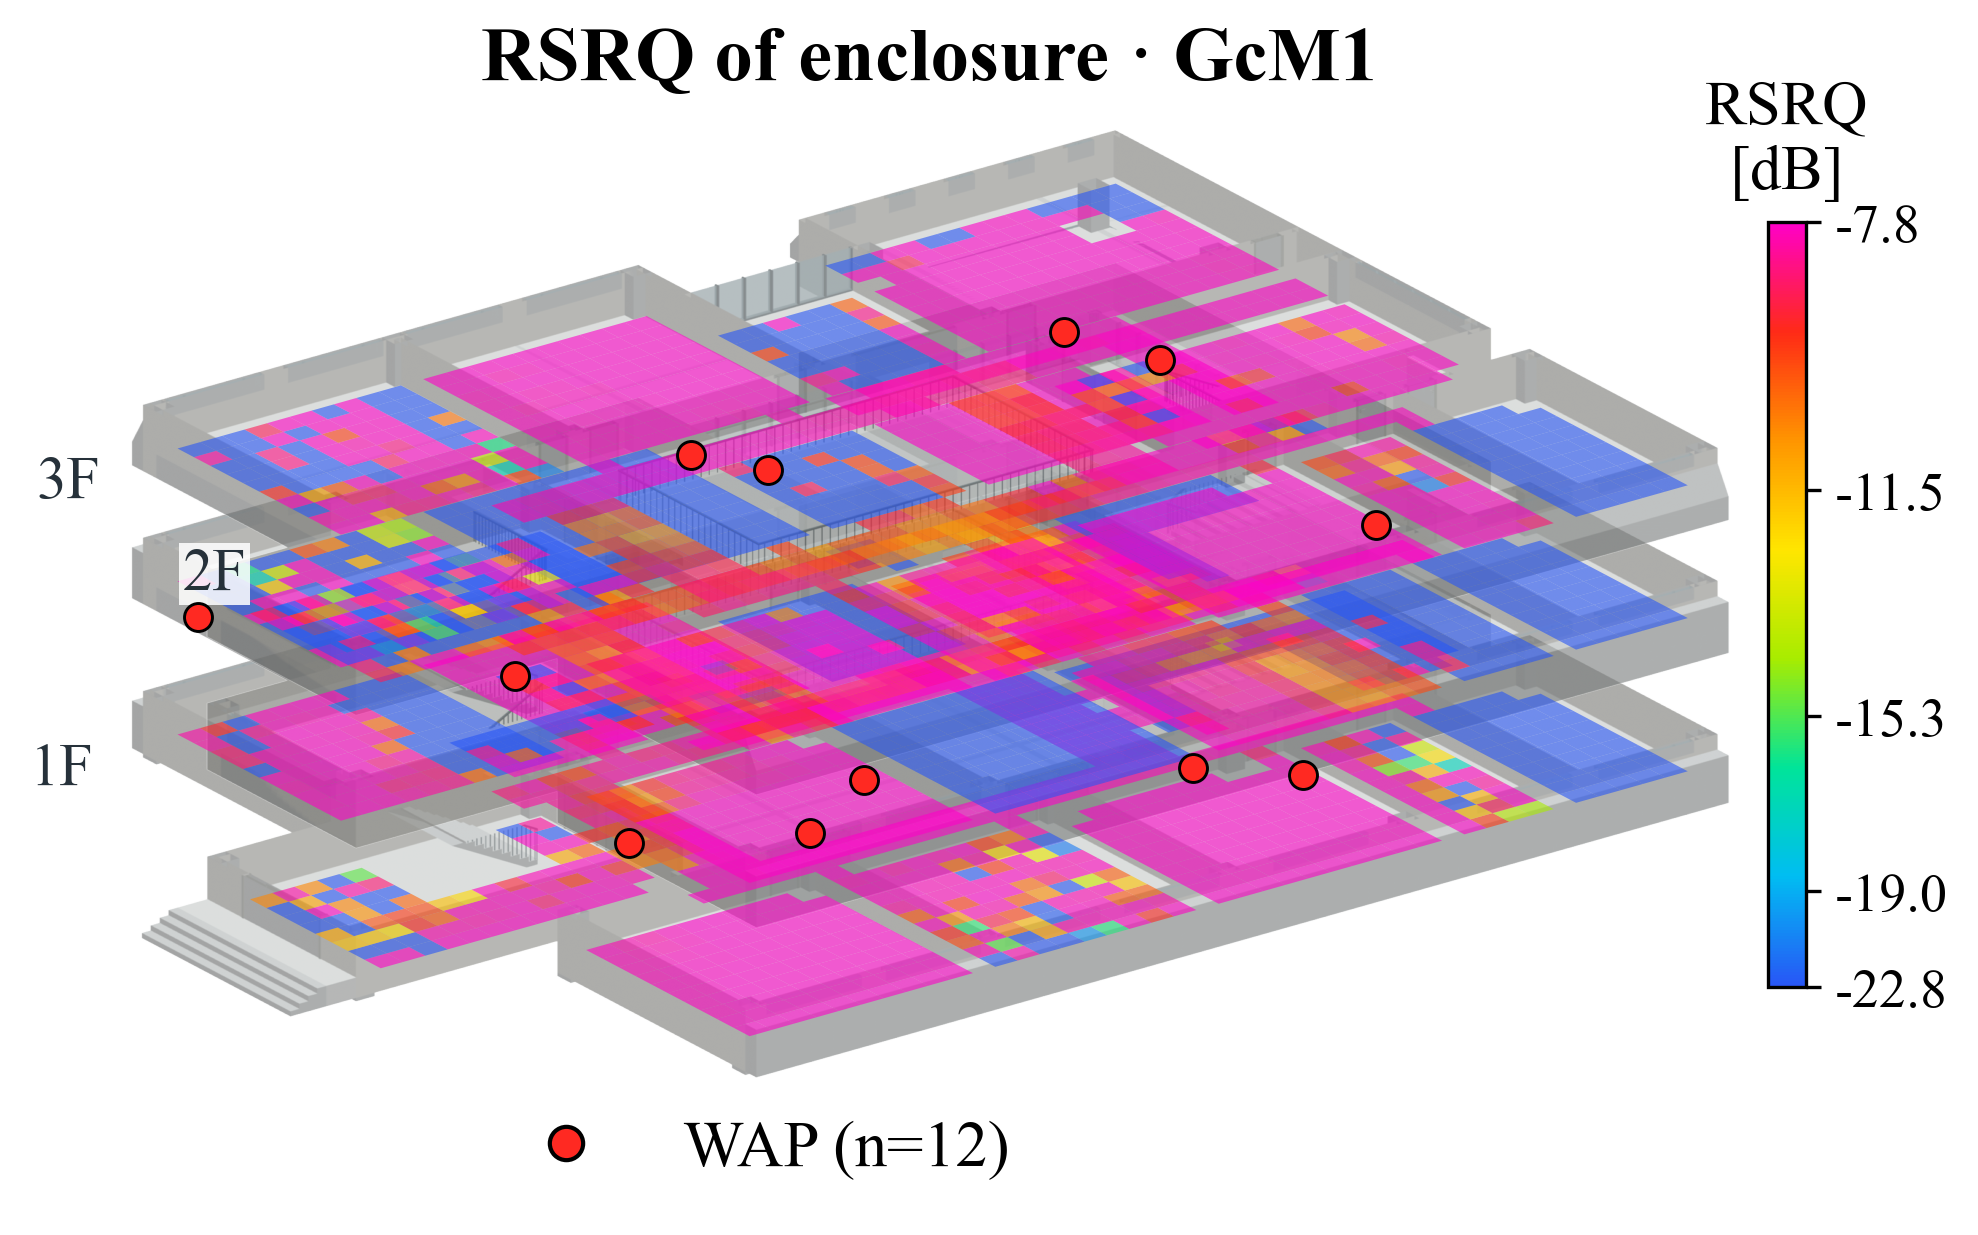 RSRQ of enclosure · GcM1
RSRQ
[dB]
-7.8
-11.5
-15.3
-19.0
-22.8
3F
2F
1F
WAP (n=12)